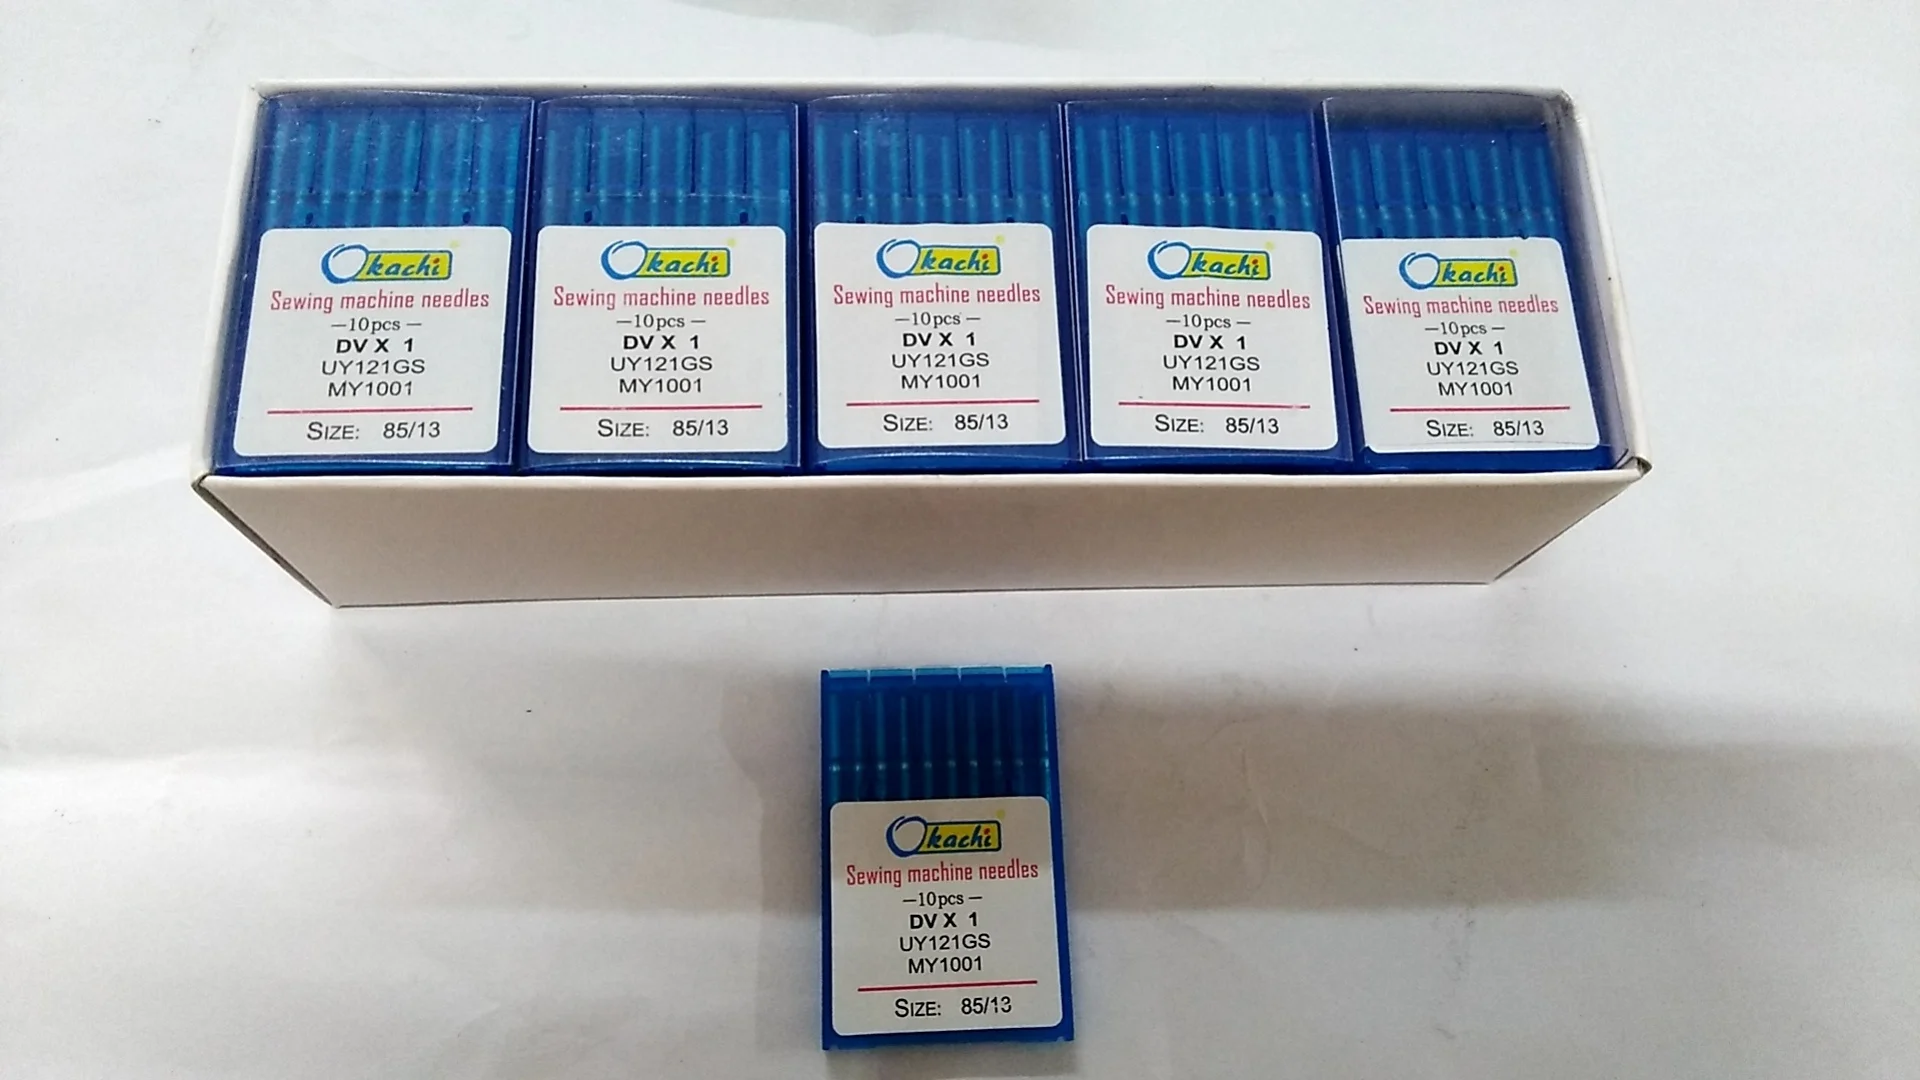 Okachi
Sewing machine needles
—10pcs—
DV X 1
UY121GS
MY1001
SIZE: 85/13
Okachi
Sewing machine needles
—10pcs—
DV X 1
UY121GS
MY1001
SIZE: 85/13
Okachi
Sewing machine needles
—10pcs—
DV X 1
UY121GS
MY1001
SIZE: 85/13
Okachi
Sewing machine needles
—10pcs—
DV X 1
UY121GS
MY1001
SIZE: 85/13
Okachi
Sewing machine needles
—10pcs—
DV X 1
UY121GS
MY1001
SIZE: 85/13
Okachi
Sewing machine needles
—10pcs—
DV X 1
UY121GS
MY1001
SIZE: 85/13